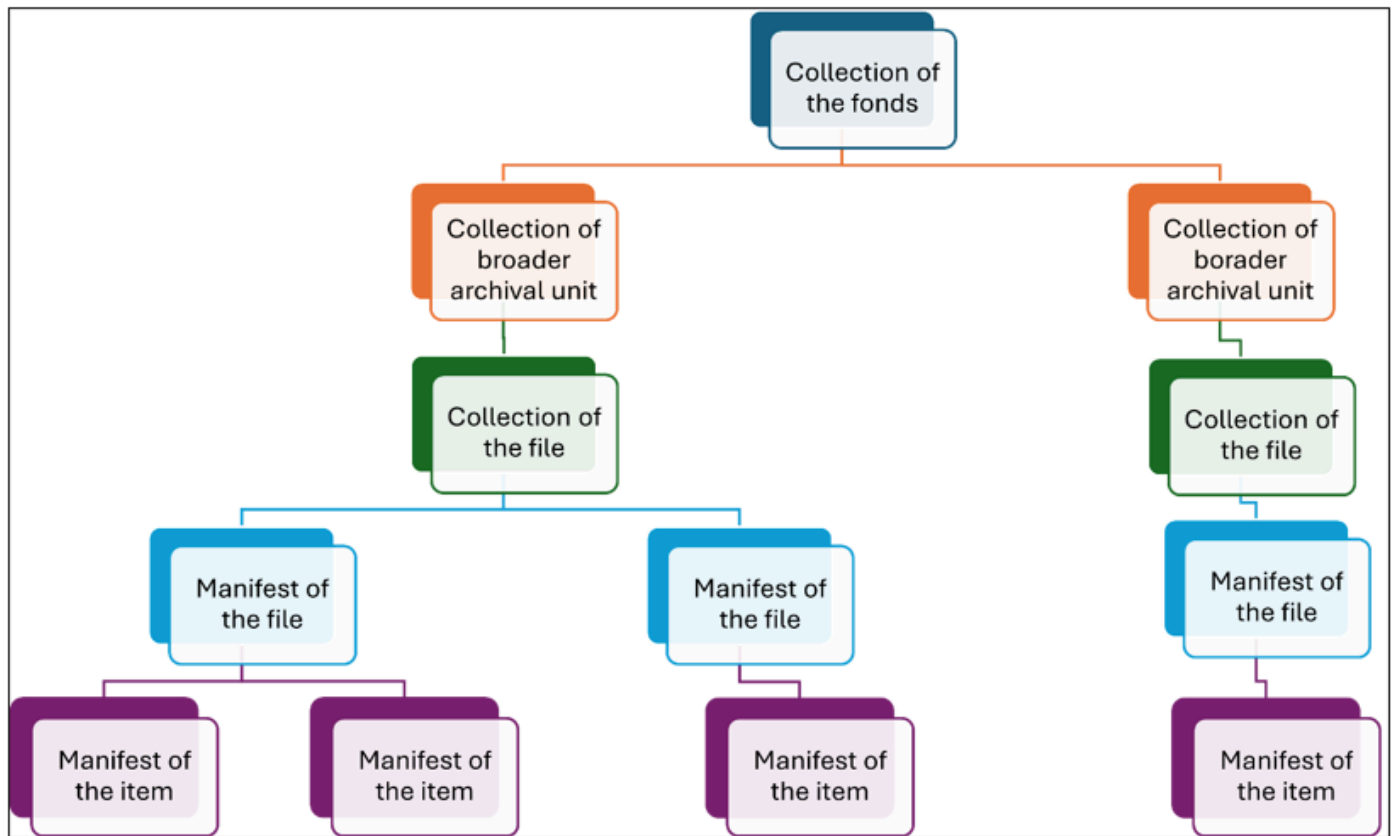 Collection of
the fonds
Collection of
broader
archival unit
Collection of
borader
archival unit
Collection of
the file
Collection of
the file
Manifest of
the file
Manifest of
the file
Manifest of
the file
Manifest of
the item
Manifest of
the item
Manifest of
the item
Manifest of
the item